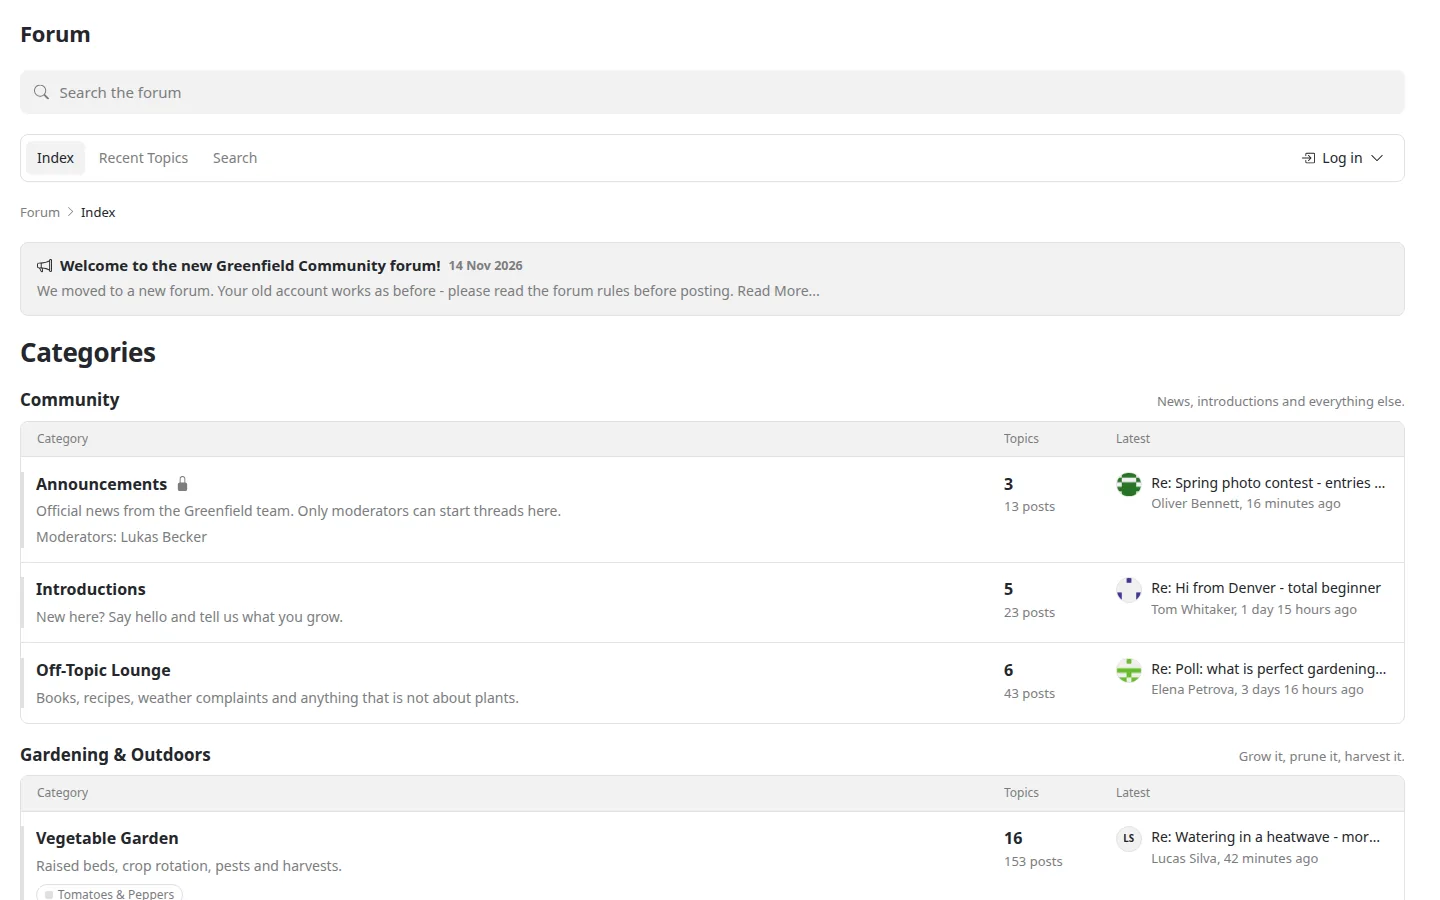 Forum
Search the forum
Index Recent Topics Search Log in
Forum Index
Welcome to the new Greenfield Community forum! 14 Nov 2026
We moved to a new forum. Your old account works as before - please read the forum rules before posting. Read More...
Categories
Community News, introductions and everything else.
Category Topics Latest
Announcements 3 Re: Spring photo contest - entries ...
Official news from the Greenfield team. Only moderators can start threads here. 13 posts Oliver Bennett, 16 minutes ago
Moderators: Lukas Becker
Introductions 5 Re: Hi from Denver - total beginner
New here? Say hello and tell us what you grow. 23 posts Tom Whitaker, 1 day 15 hours ago
Off-Topic Lounge 6 Re: Poll: what is perfect gardening...
Books, recipes, weather complaints and anything that is not about plants. 43 posts Elena Petrova, 3 days 16 hours ago
Gardening & Outdoors Grow it, prune it, harvest it.
Category Topics Latest
Vegetable Garden 16 LS Re: Watering in a heatwave - mor...
Raised beds, crop rotation, pests and harvests. 153 posts Lucas Silva, 42 minutes ago
Tomatoes & Peppers